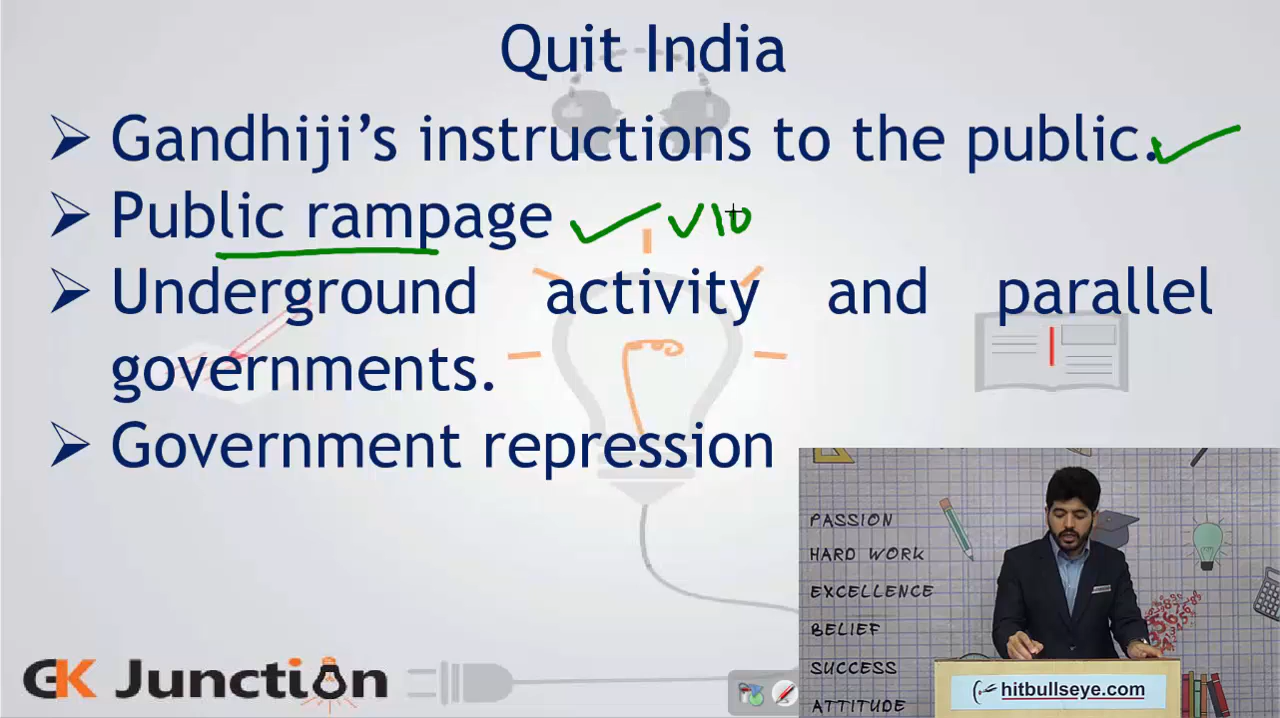 Quit India
Gandhiji's instructions to the public.
Public rampage
Underground activity and parallel
governments.
Government repression
PASSION
HARD WORK
EXCELLENCE
BELIEF
SUCCESS
ATTITUDE
GK Junction
hitbullseye.com